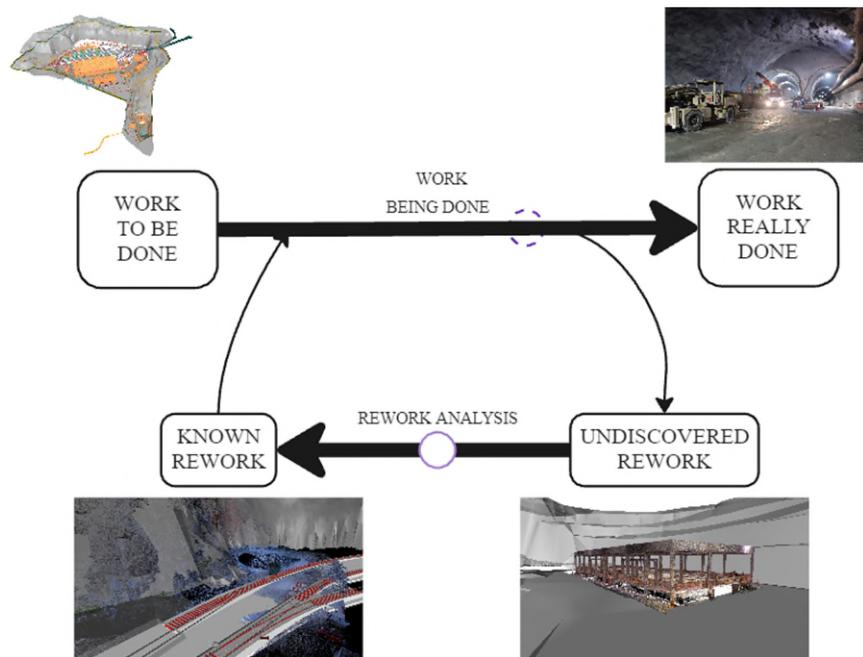 WORK
TO BE
DONE
WORK
BEING DONE
WORK
REALLY
DONE
KNOWN
REWORK
REWORK ANALYSIS
UNDISCOVERED
REWORK